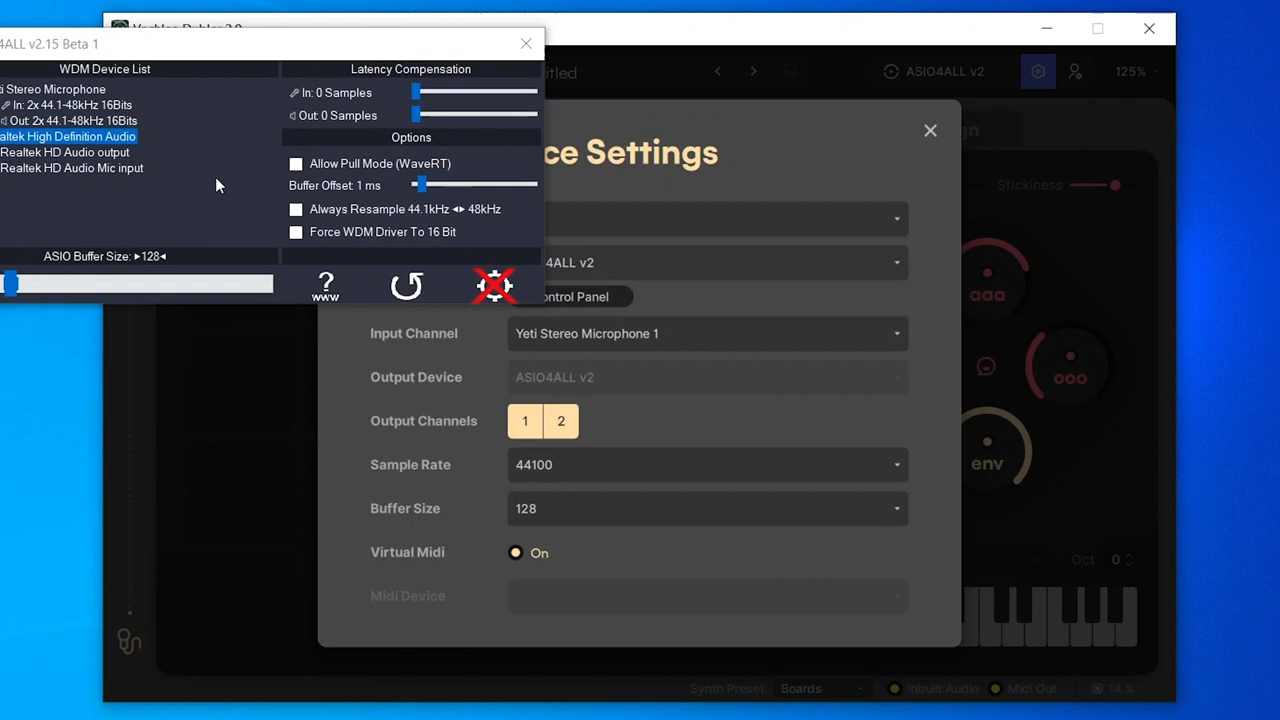 4ALL v2.15 Beta 1
WDM Device List
ti Stereo Microphone
In: 2x 44.1-48kHz 16Bits
Out: 2x 44.1-48kHz 16Bits
altek High Definition Audio
Realtek HD Audio output
Realtek HD Audio Mic input
ASIO Buffer Size: ▸128◂
Latency Compensation
In: 0 Samples
Out: 0 Samples
Options
Allow Pull Mode (WaveRT)
Buffer Offset: 1 ms
Always Resample 44.1kHz ◂▸ 48kHz
Force WDM Driver To 16 Bit
?
www
itled
ASIO4ALL v2
125%
ce Settings
4ALL v2
ontrol Panel
Input Channel
Yeti Stereo Microphone 1
Output Device
ASIO4ALL v2
Output Channels
1 2
Sample Rate
44100
Buffer Size
128
Virtual Midi
On
Midi Device
Stickiness
aaa
ooo
env
Oct 0
Synth Preset Boards
Inbuilt Audio
Midi Out
14 %